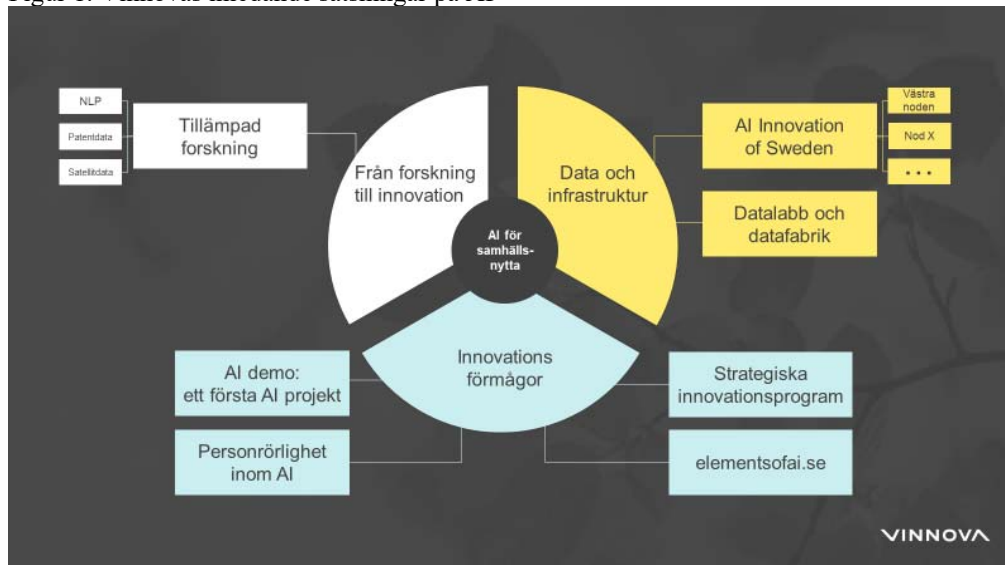 Figur 1: Vinnovas inledande satsningar på AI
NLP
Patentdata
Satellitdata
Tillämpad
forskning
Från forskning
till innovation
Data och
infrastruktur
AI Innovation
of Sweden
Västra
noden
Nod X
• • •
Datalabb och
datafabrik
AI för
samhälls-
nytta
Innovations
förmågor
AI demo:
ett första AI projekt
Personrörlighet
inom AI
Strategiska
innovationsprogram
elementsofai.se
VINNOVA